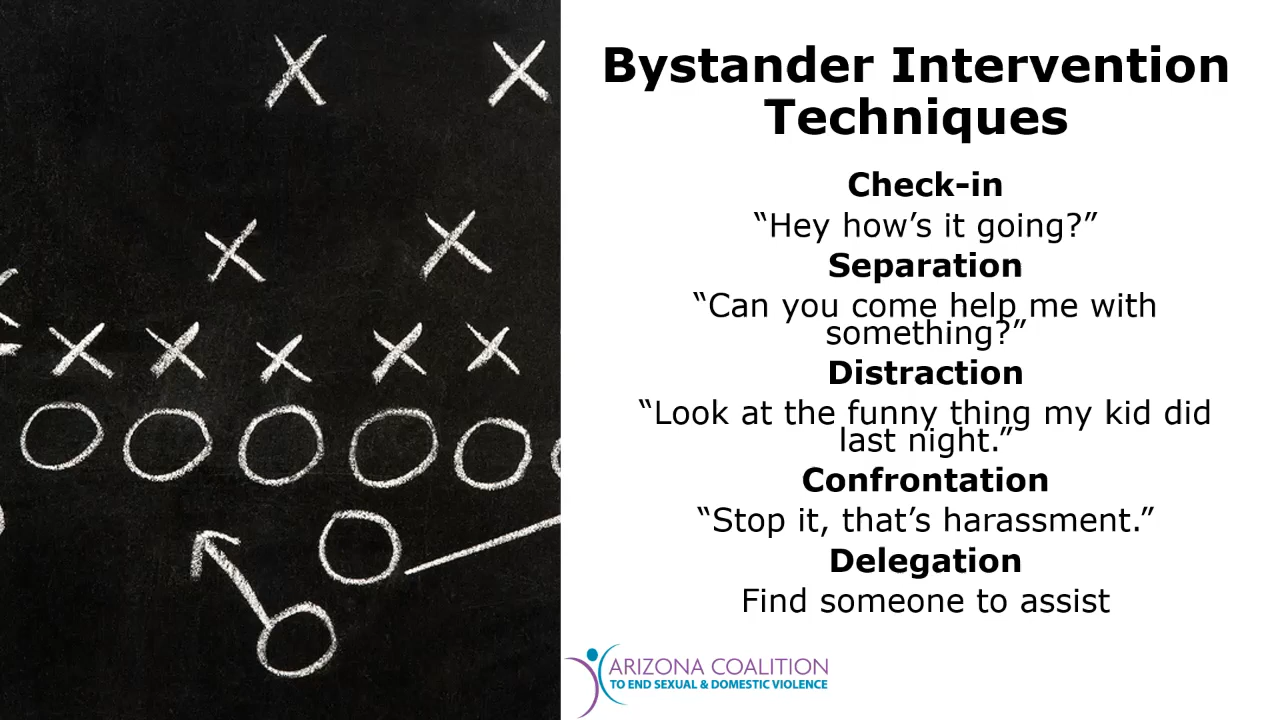 Bystander Intervention
Techniques
Check-in
“Hey how’s it going?”
Separation
“Can you come help me with
something?”
Distraction
“Look at the funny thing my kid did
last night.”
Confrontation
“Stop it, that’s harassment.”
Delegation
Find someone to assist
ARIZONA COALITION
TO END SEXUAL & DOMESTIC VIOLENCE